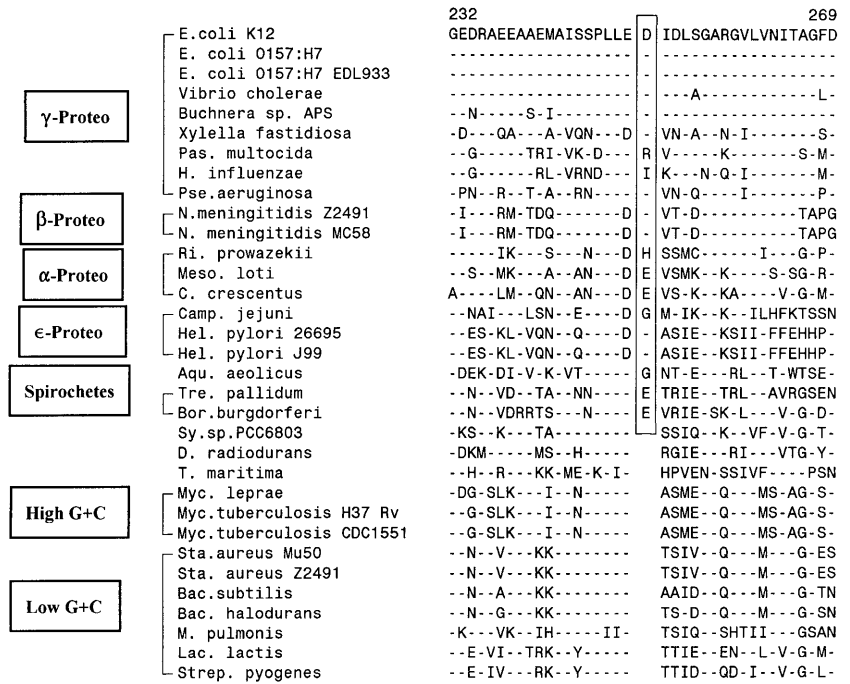 232 269
E.coli K12 GEDRAEEAAEMAISSPLLE D IDLSGARGVLVNITAGFD
E. coli O157:H7 ------------------- - ------------------
E. coli O157:H7 EDL933 ------------------- - ------------------
Vibrio cholerae ------------------- - ----A-----------L-
γ-Proteo
Buchnera sp. APS --N-----S-I-------- - ------------------
Xylella fastidiosa -D---QA---A-VQN---D - VN-A--N-I-------S-
Pas. multocida --G-----TRI-VK-D--- R V-----K--------S-M-
H. influenzae --G------RL-VRND--- I K---N-Q-I-------M-
Pse.aeruginosa -PN--R--T-A--RN---- - VN-Q----I-------P-
β-Proteo
N.meningitidis Z2491 -I---RM-TDQ-------D - VT-D----------TAPG
N. meningitidis MC58 -I---RM-TDQ-------D - VT-D----------TAPG
Ri. prowazekii -----IK---S---N---D H SSMC------I---G-P-
α-Proteo
Meso. loti --S--MK---A--AN---D E VSMK--K----S-SG-R-
C. crescentus A----LM--QN--AN---D E VS-K--KA----V-G-M-
Camp. jejuni --NAI---LSN--E----D G M-IK--K--ILHFKTSSN
ϵ-Proteo
Hel. pylori 26695 --ES-KL-VQN--Q----D - ASIE--KSII-FFEHHP-
Hel. pylori J99 --ES-KL-VQN--Q----D - ASIE--KSII-FFEHHP-
Aqu. aeolicus -DEK-DI-V-K-VT----- G NT-E---RL--T-WTSE-
Spirochetes
Tre. pallidum --N--VD--TA--NN---- E TRIE--TRL--AVRGSEN
Bor.burgdorferi --N--VDRRTS---N---- E VRIE-SK-L---V-G-D-
Sy.sp.PCC6803 -KS--K--TA--------- SSIQ--K--VF-V-G-T-
D. radiodurans -DKM-----MS--H----- RGIE---RI---VTG-Y-
T. maritima --H--R---KK-ME-K-I- HPVEN-SSIVF----PSN
High G+C
Myc. leprae -DG-SLK---I--N----- ASME--Q---MS-AG-S-
Myc.tuberculosis H37 Rv --G-SLK---I--N----- ASME--Q---MS-AG-S-
Myc.tuberculosis CDC1551 --G-SLK---I--N----- ASME--Q---MS-AG-S-
Sta.aureus Mu50 --N--V---KK-------- TSIV--Q---M---G-ES
Sta. aureus Z2491 --N--V---KK-------- TSIV--Q---M---G-ES
Low G+C
Bac.subtilis --N--A---KK-------- AAID--Q---M---G-TN
Bac. halodurans --N--G---KK-------- TS-D--Q---M---G-SN
M. pulmonis -K---VK--IH-----II- TSIQ--SHTII---GSAN
Lac. lactis --E-VI--TRK--Y----- TTIE--EN--L-V-G-M-
Strep. pyogenes --E-IV---RK--Y----- TTID--QD-I--V-G-L-